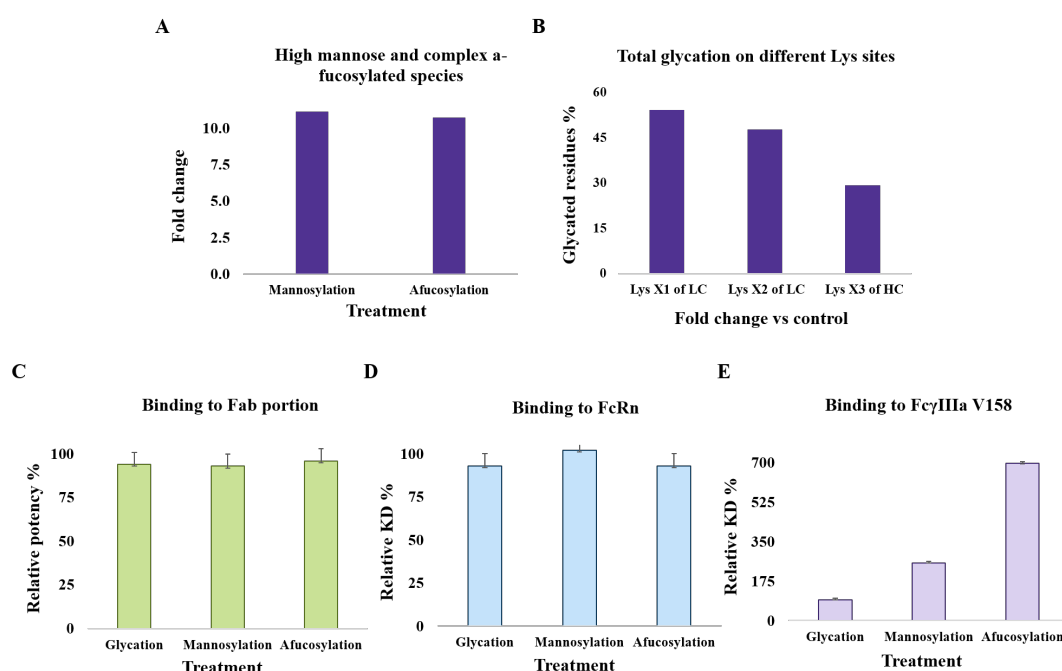 A
High mannose and complex a-
fucosylated species
Fold change
10.0
7.5
5.0
2.5
0.0
Mannosylation Afucosylation
Treatment
B
Total glycation on different Lys sites
Glycated residues %
60
45
30
15
0
Lys X1 of LC Lys X2 of LC Lys X3 of HC
Fold change vs control
C
Binding to Fab portion
Relative potency %
100
75
50
25
0
Glycation Mannosylation Afucosylation
Treatment
D
Binding to FcRn
Relative KD %
100
75
50
25
0
Glycation Mannosylation Afucosylation
Treatment
E
Binding to FcγIIIa V158
Relative KD %
700
525
350
175
0
Glycation Mannosylation Afucosylation
Treatment